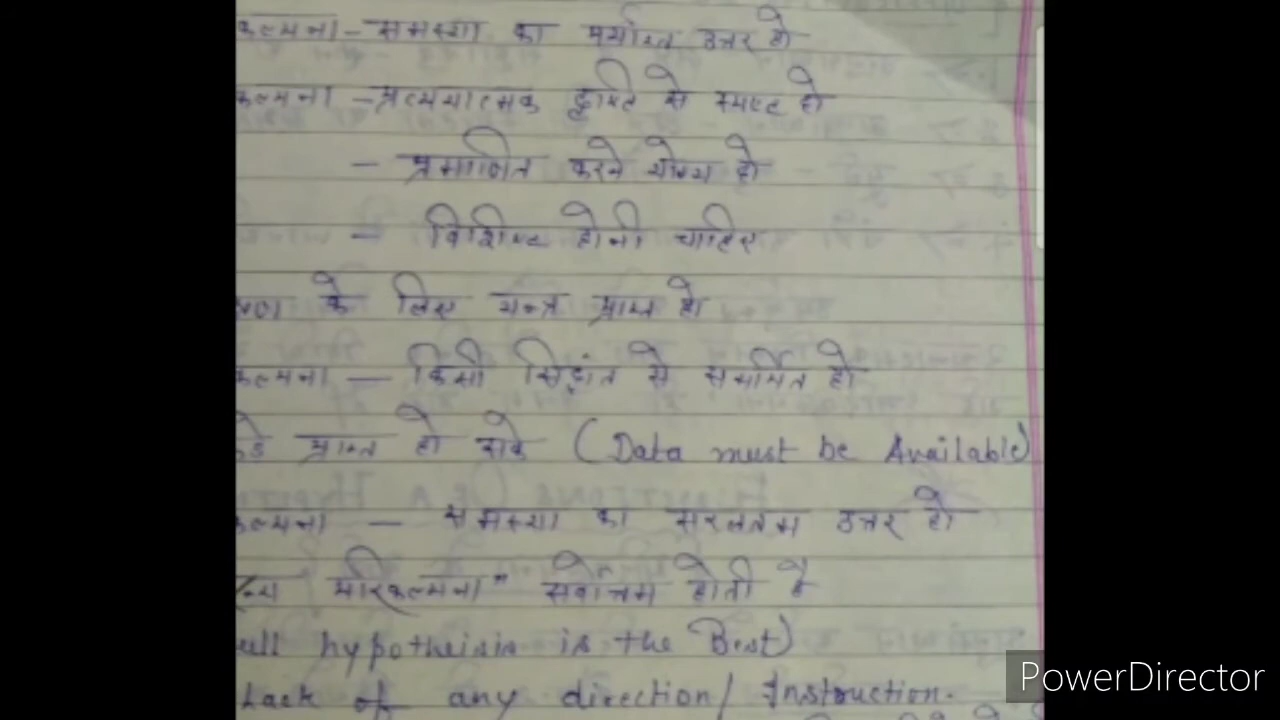 कल्पना - समस्या का पर्याप्त उत्तर हो
कल्पना - प्रत्ययात्मक दृष्टि से स्पष्ट हो
- प्रमाणित करने योग्य हो
- विशिष्ट होनी चाहिए
के लिए यन्त्र प्राप्त हो
कल्पना — किसी सिद्धांत से समर्थित हो
प्राप्त हो सके (Data must be Available)
कल्पना — समस्या का सरलतम उत्तर हो
परिकल्पना" सर्वोत्तम होती है
ull hypothesis is the Best)
Lack of any direction/ Instruction.
PowerDirector